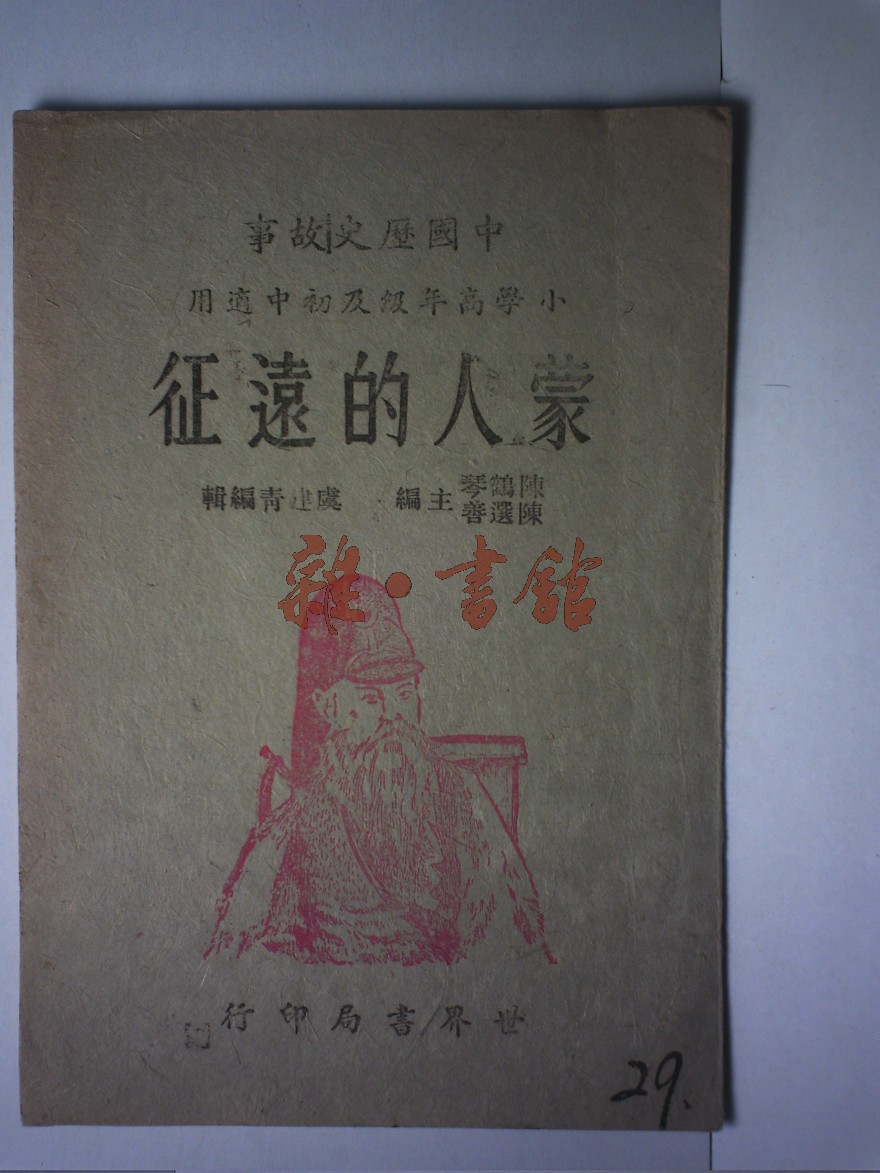 中國歷史故事
小學高年級及初中適用
蒙人的遠征
陳鶴琴
陳選善
主編 虞建青編輯
雜·書館
世界書局印行
29.